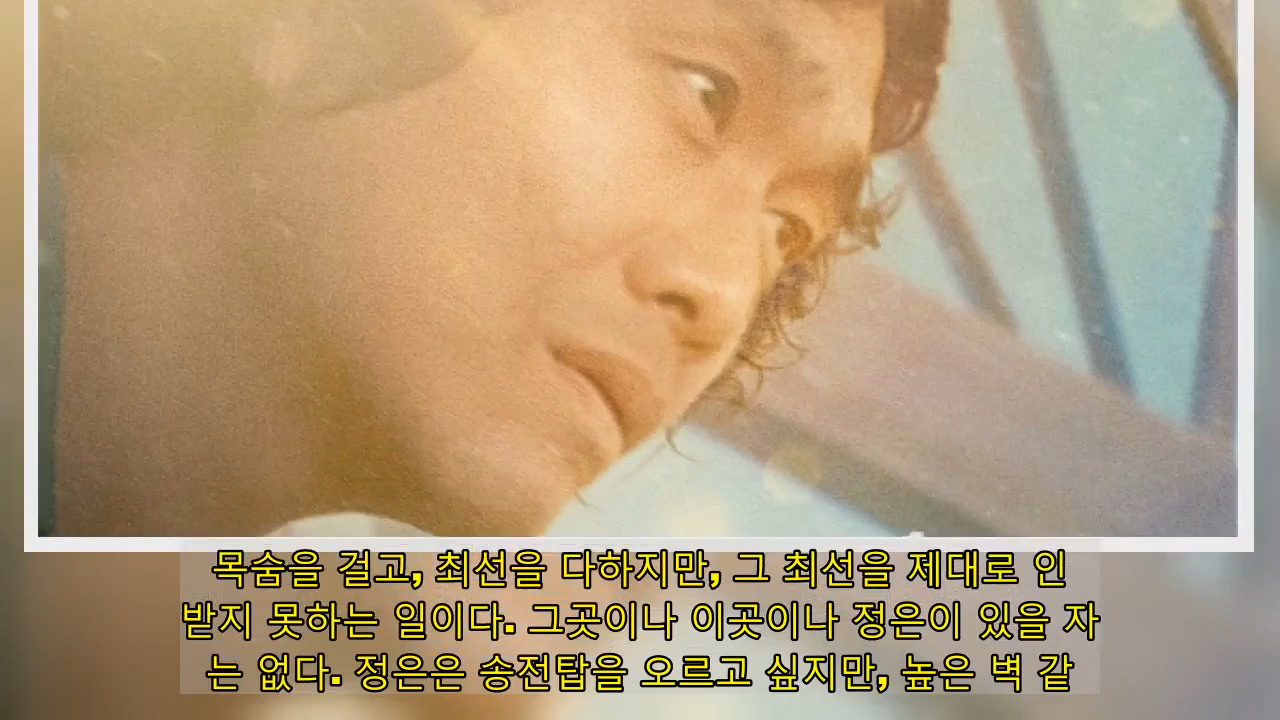 목숨을 걸고, 최선을 다하지만, 그 최선을 제대로 인
받지 못하는 일이다. 그곳이나 이곳이나 정은이 있을 자
는 없다. 정은은 송전탑을 오르고 싶지만, 높은 벽 같